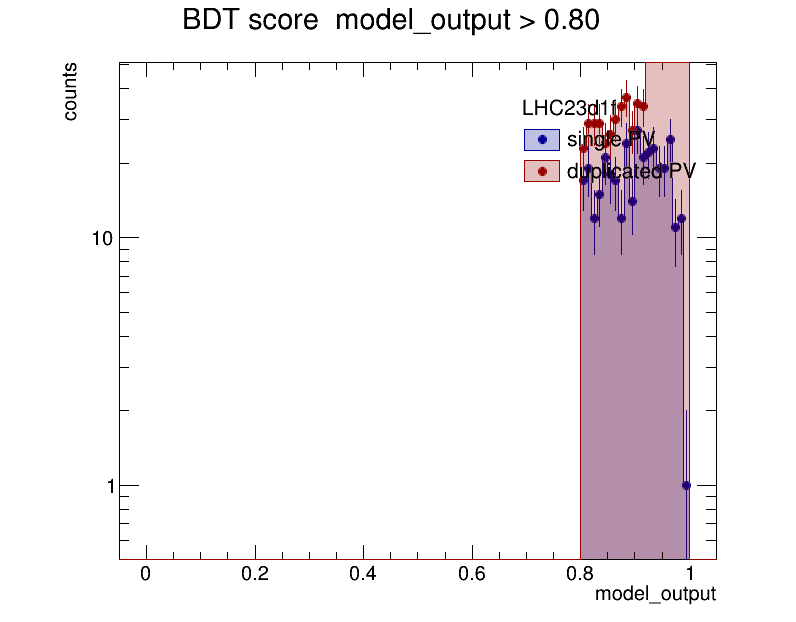 BDT score model_output > 0.80
counts
LHC23d1f
single PV
duplicated PV
10
1
0 0.2 0.4 0.6 0.8 1
model_output